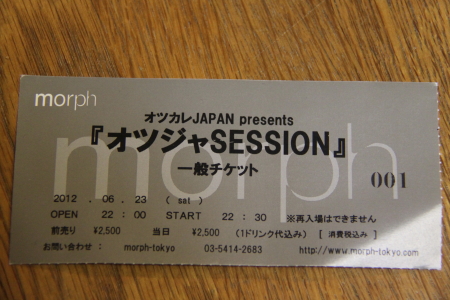 morph
オツカレJAPAN presents
『オツジャSESSION』
一般チケット
morph
001
2012 . 06 . 23 ( sat )
OPEN 22 : 00 START 22 : 30 ※再入場はできません
前売り ¥2,500 当日 ¥2,500 (1ドリンク代込み) [ 消費税込み ]
お問い合わせ : morph-tokyo 03-5414-2683 http://www.morph-tokyo.com